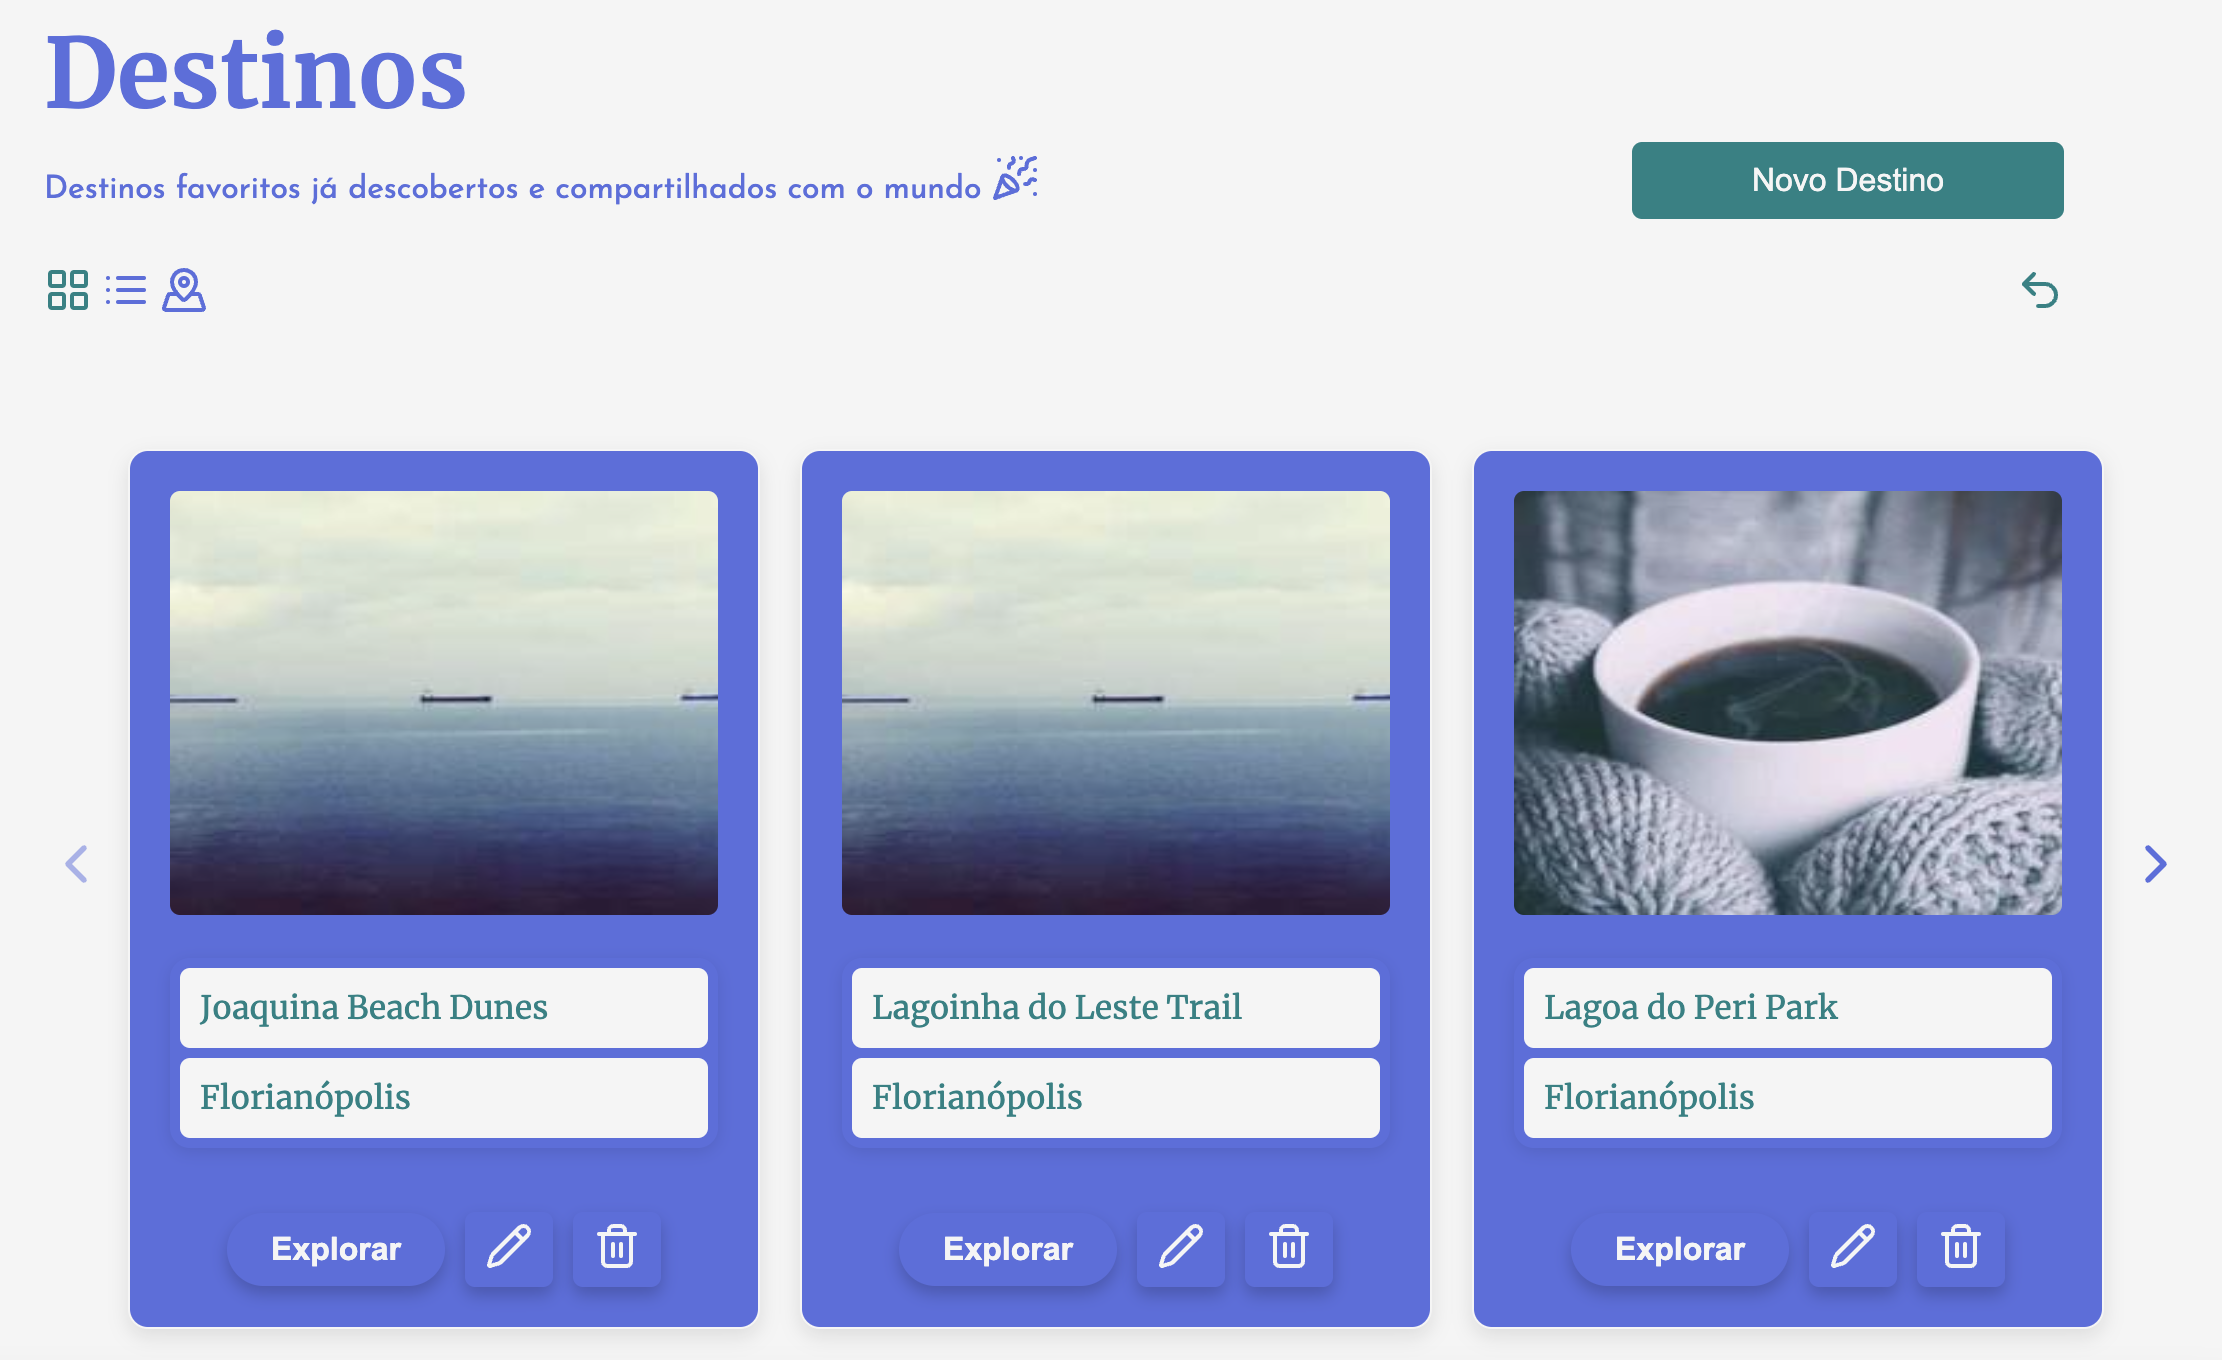 Destinos
Destinos favoritos já descobertos e compartilhados com o mundo
Novo Destino
Joaquina Beach Dunes
Florianópolis
Explorar
Lagoinha do Leste Trail
Florianópolis
Explorar
Lagoa do Peri Park
Florianópolis
Explorar